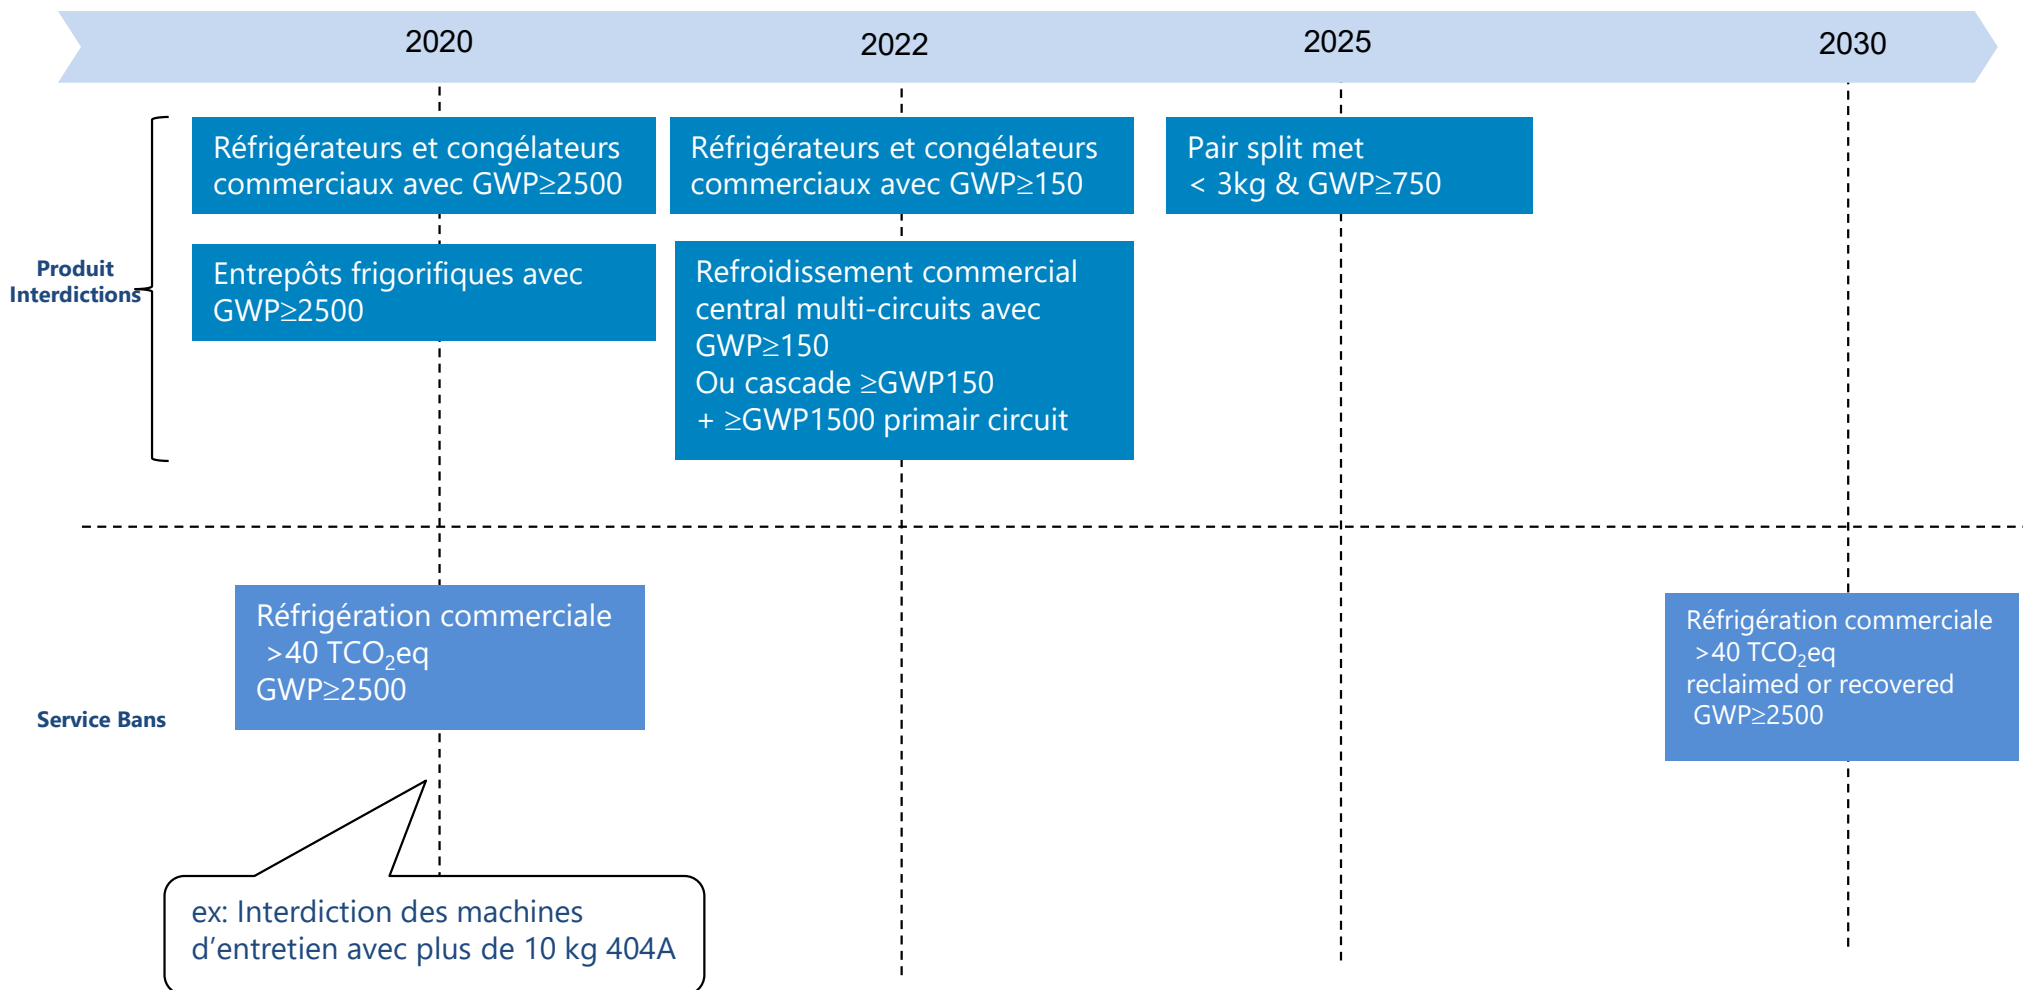 2020
2022
2025
2030
Produit
Interdictions
Réfrigérateurs et congélateurs
commerciaux avec GWP≥2500
Entrepôts frigorifiques avec
GWP≥2500
Réfrigérateurs et congélateurs
commerciaux avec GWP≥150
Refroidissement commercial
central multi-circuits avec
GWP≥150
Ou cascade ≥GWP150
+ ≥GWP1500 primair circuit
Pair split met
< 3kg & GWP≥750
Service Bans
Réfrigération commerciale
>40 TCO₂eq
GWP≥2500
Réfrigération commerciale
>40 TCO₂eq
reclaimed or recovered
GWP≥2500
ex: Interdiction des machines
d’entretien avec plus de 10 kg 404A